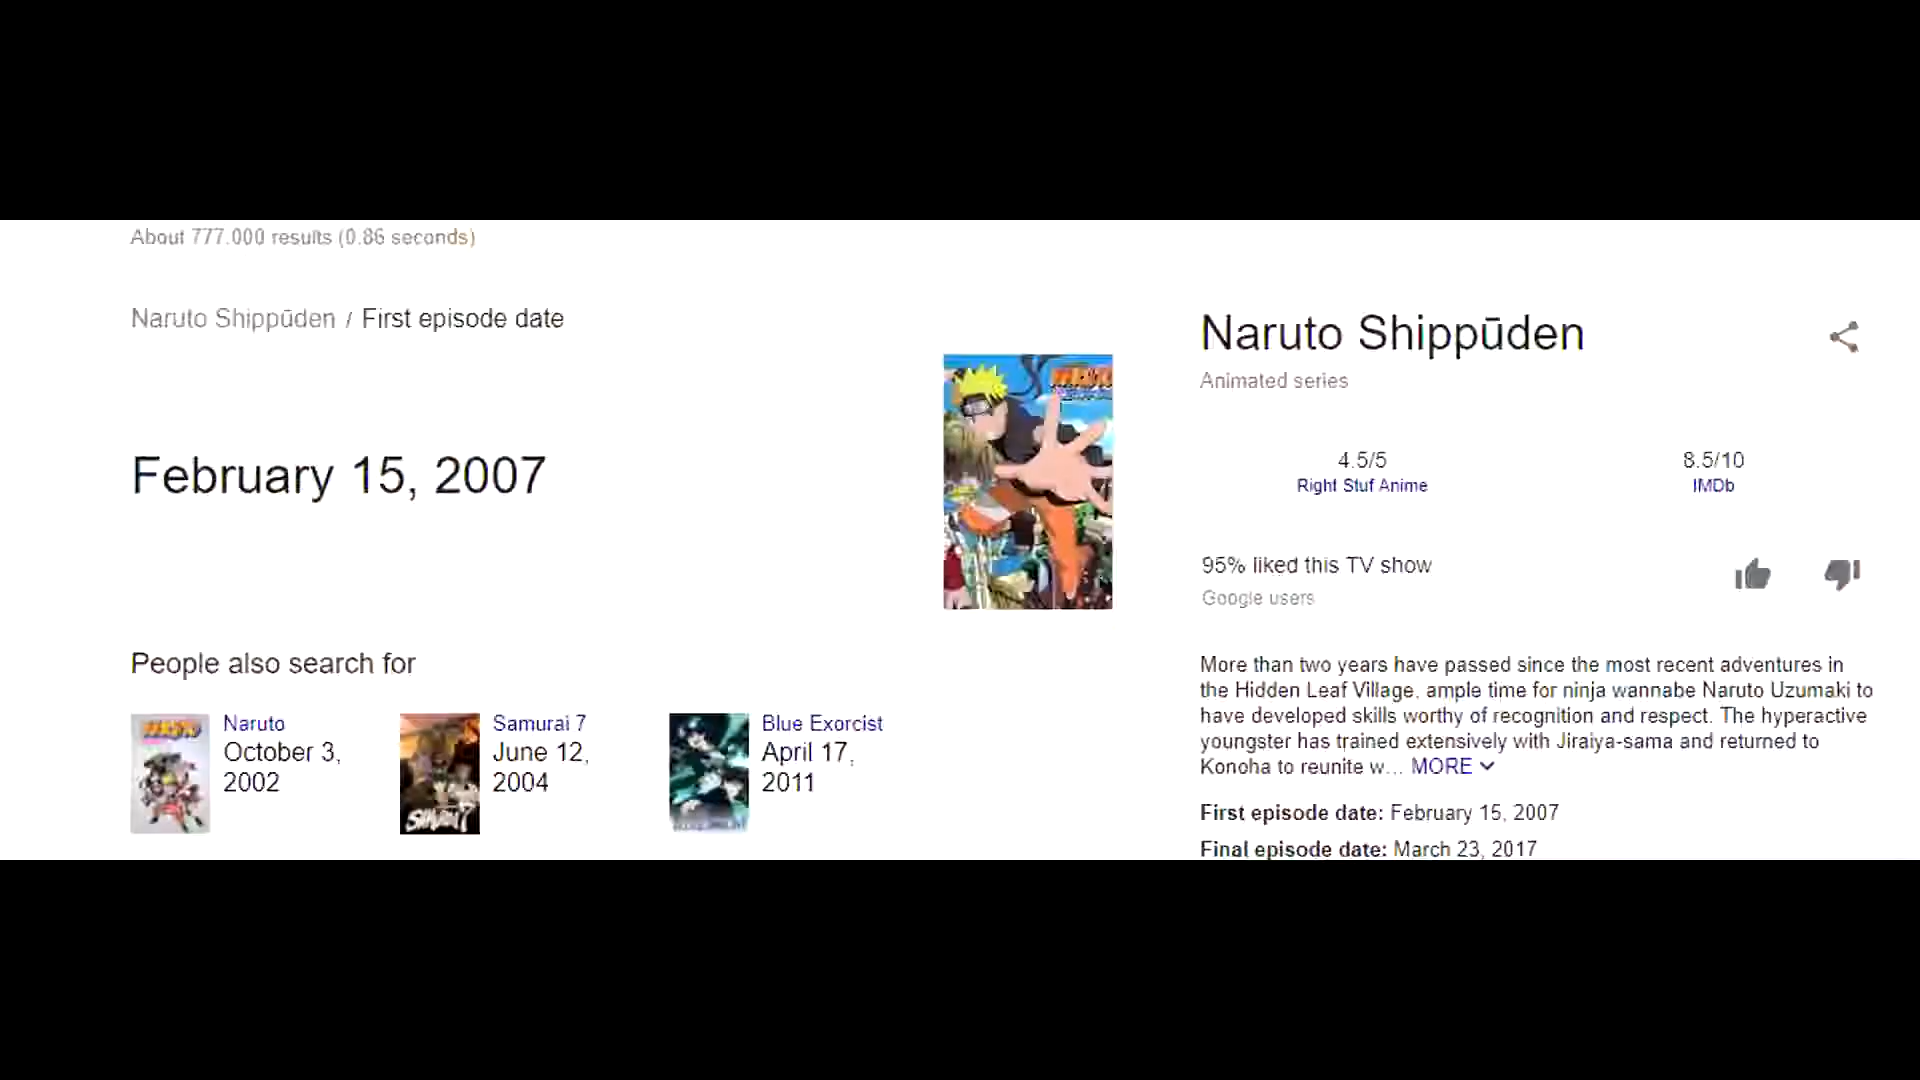 About 777.000 results (0.86 seconds)
Naruto Shippūden / First episode date
February 15, 2007
People also search for
Naruto
October 3,
2002
Samurai 7
June 12,
2004
Blue Exorcist
April 17,
2011
Naruto Shippūden
Animated series
4.5/5
Right Stuf Anime
8.5/10
IMDb
95% liked this TV show
Google users
More than two years have passed since the most recent adventures in
the Hidden Leaf Village, ample time for ninja wannabe Naruto Uzumaki to
have developed skills worthy of recognition and respect. The hyperactive
youngster has trained extensively with Jiraiya-sama and returned to
Konoha to reunite w... MORE
First episode date: February 15, 2007
Final episode date: March 23, 2017